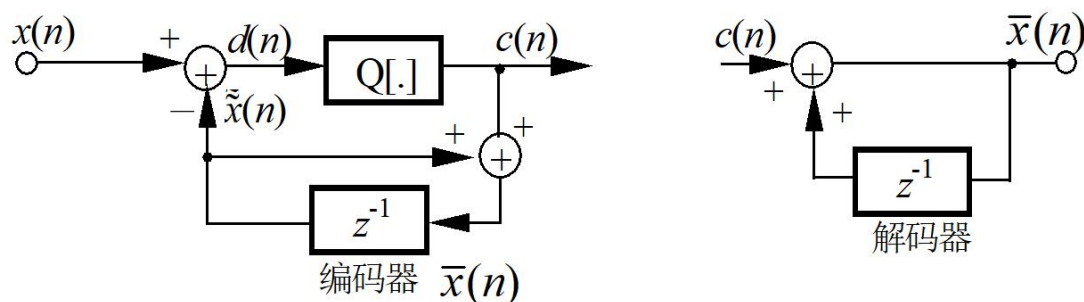 x(n)
+
+
d(n)
Q[.]
c(n)
−
x̃̃(n)
+
+
+
z⁻¹
编码器
x̄(n)
c(n)
+
+
+
x̄(n)
z⁻¹
解码器